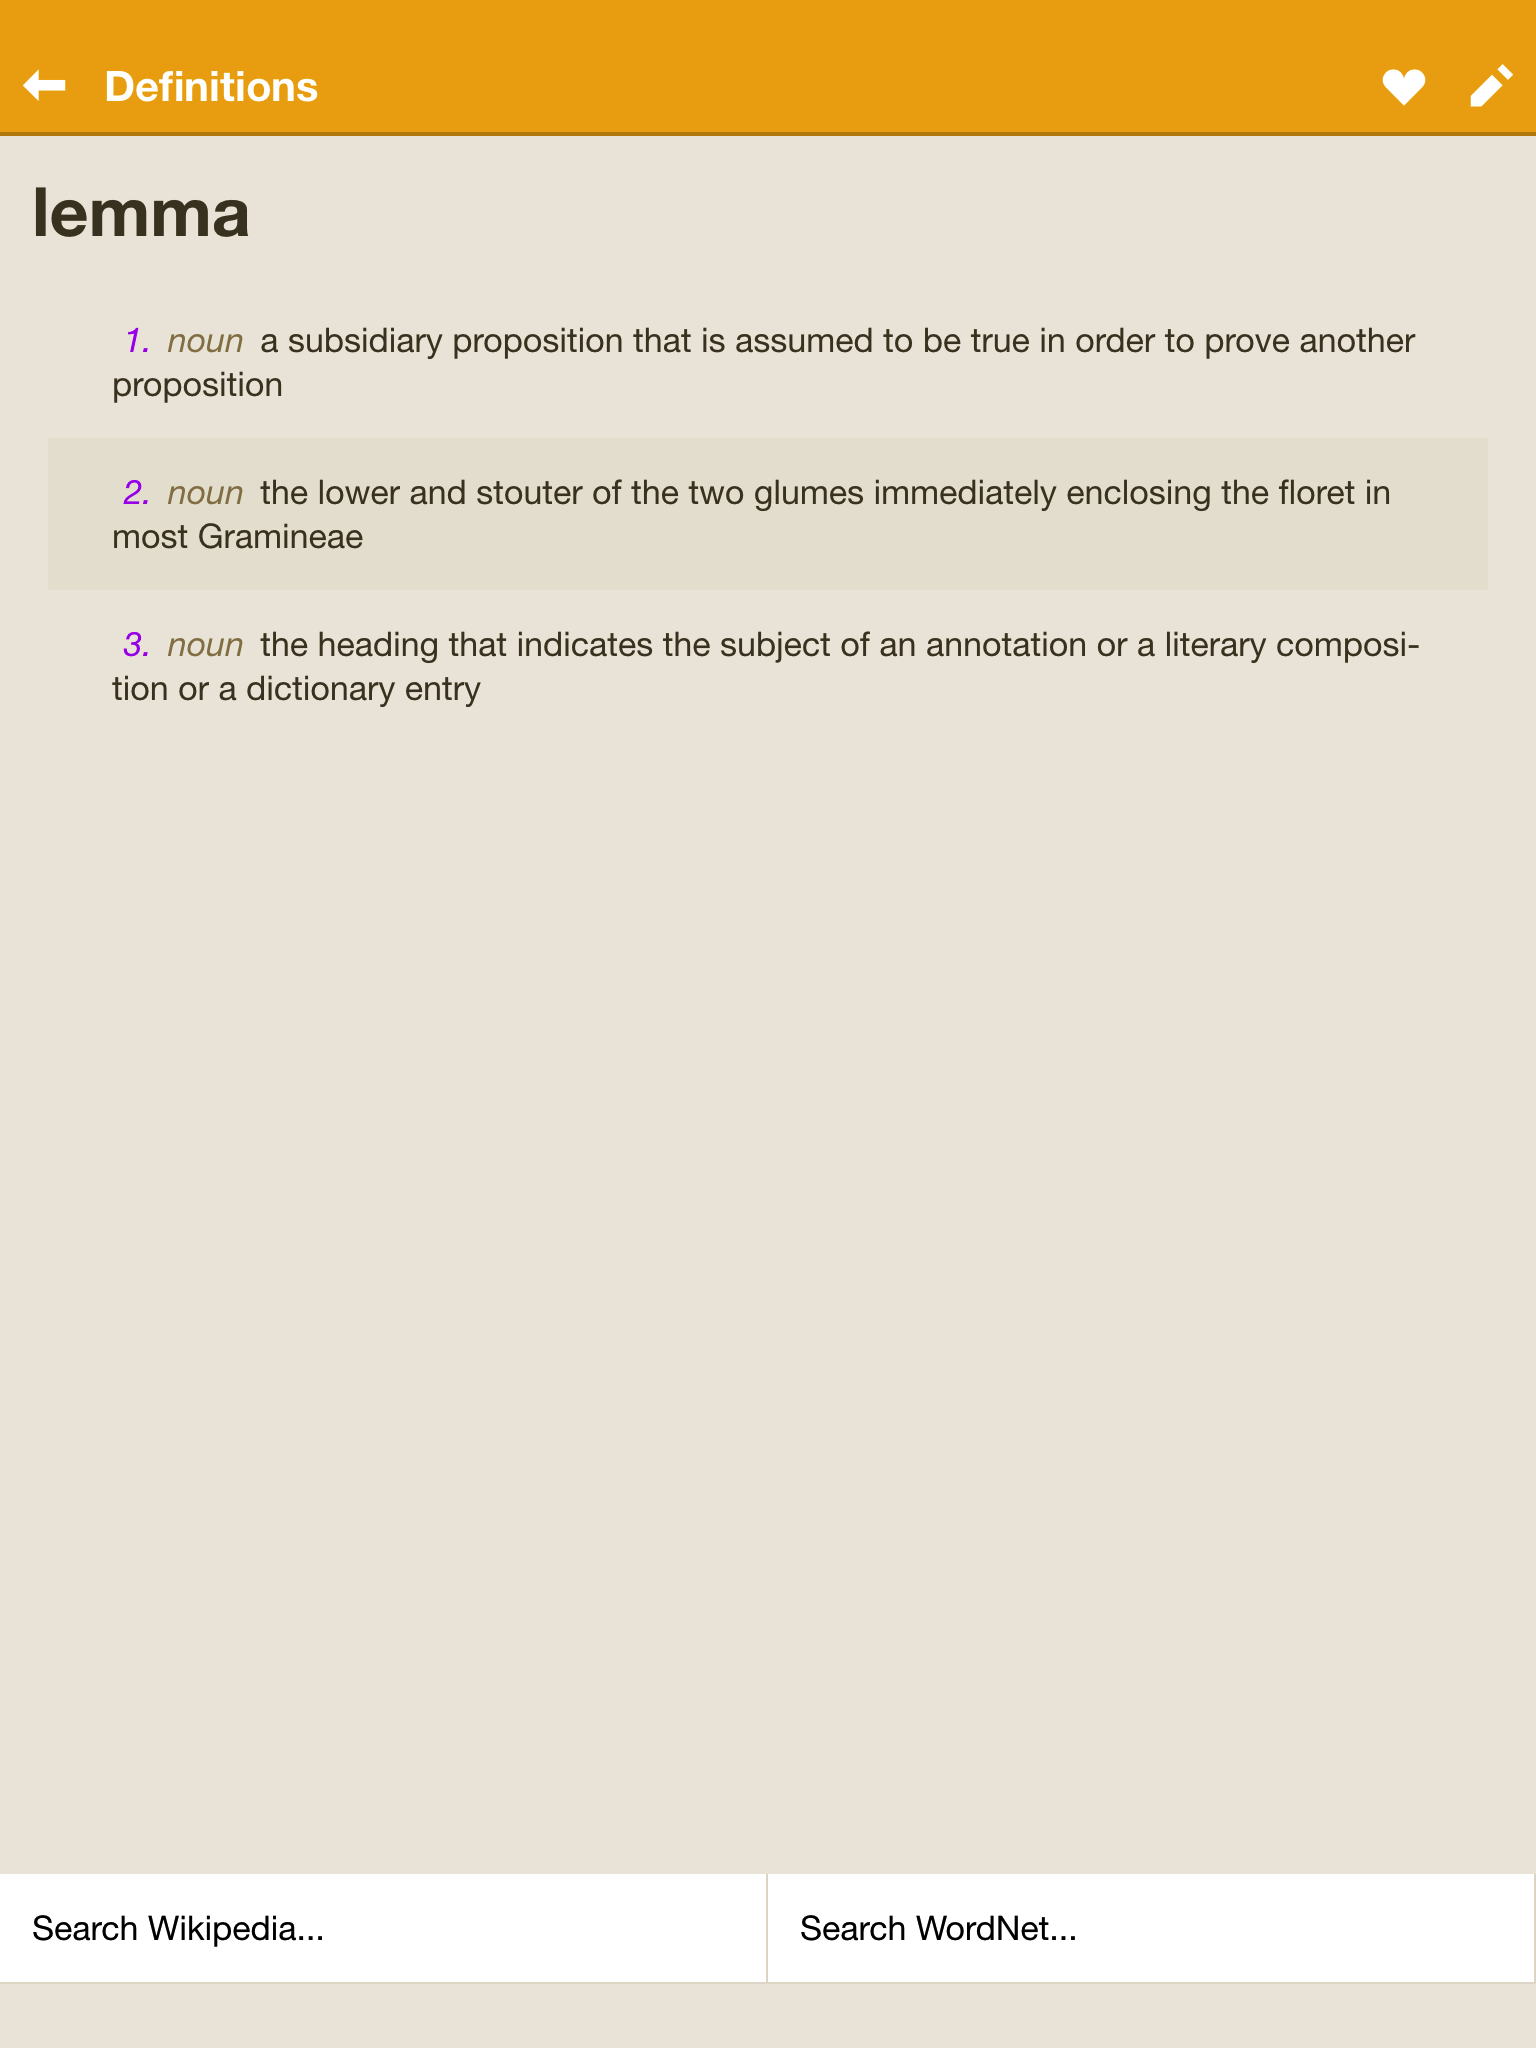 Definitions
lemma
1. noun a subsidiary proposition that is assumed to be true in order to prove another
proposition
2. noun the lower and stouter of the two glumes immediately enclosing the floret in
most Gramineae
3. noun the heading that indicates the subject of an annotation or a literary composi-
tion or a dictionary entry
Search Wikipedia...
Search WordNet...